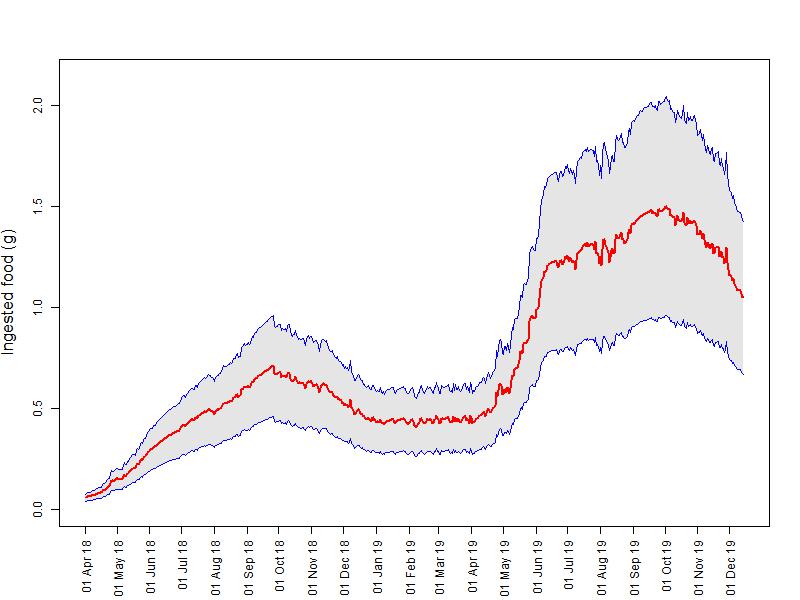 Ingested food (g)
2.0
1.5
1.0
0.5
0.0
01 Apr 18
01 May 18
01 Jun 18
01 Jul 18
01 Aug 18
01 Sep 18
01 Oct 18
01 Nov 18
01 Dec 18
01 Jan 19
01 Feb 19
01 Mar 19
01 Apr 19
01 May 19
01 Jun 19
01 Jul 19
01 Aug 19
01 Sep 19
01 Oct 19
01 Nov 19
01 Dec 19